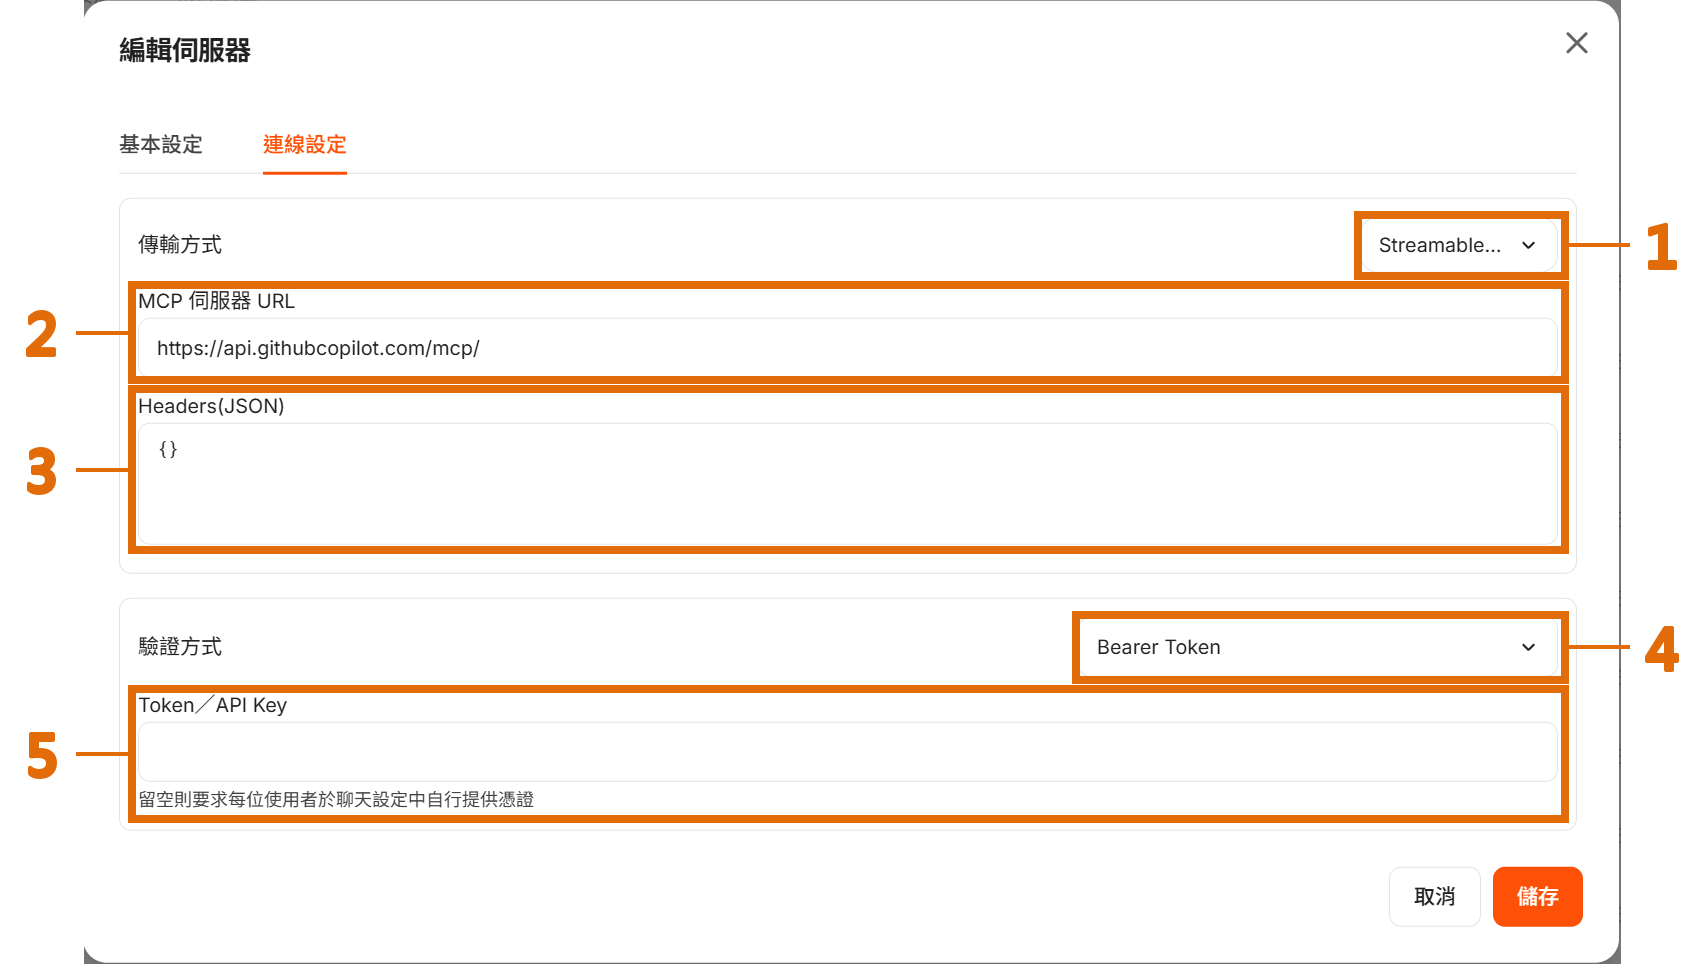 編輯伺服器
基本設定 連線設定
傳輸方式 Streamable... 1
MCP 伺服器 URL
2
https://api.githubcopilot.com/mcp/
Headers(JSON)
{}
3
驗證方式 Bearer Token 4
Token／API Key
5
留空則要求每位使用者於聊天設定中自行提供憑證
取消 儲存